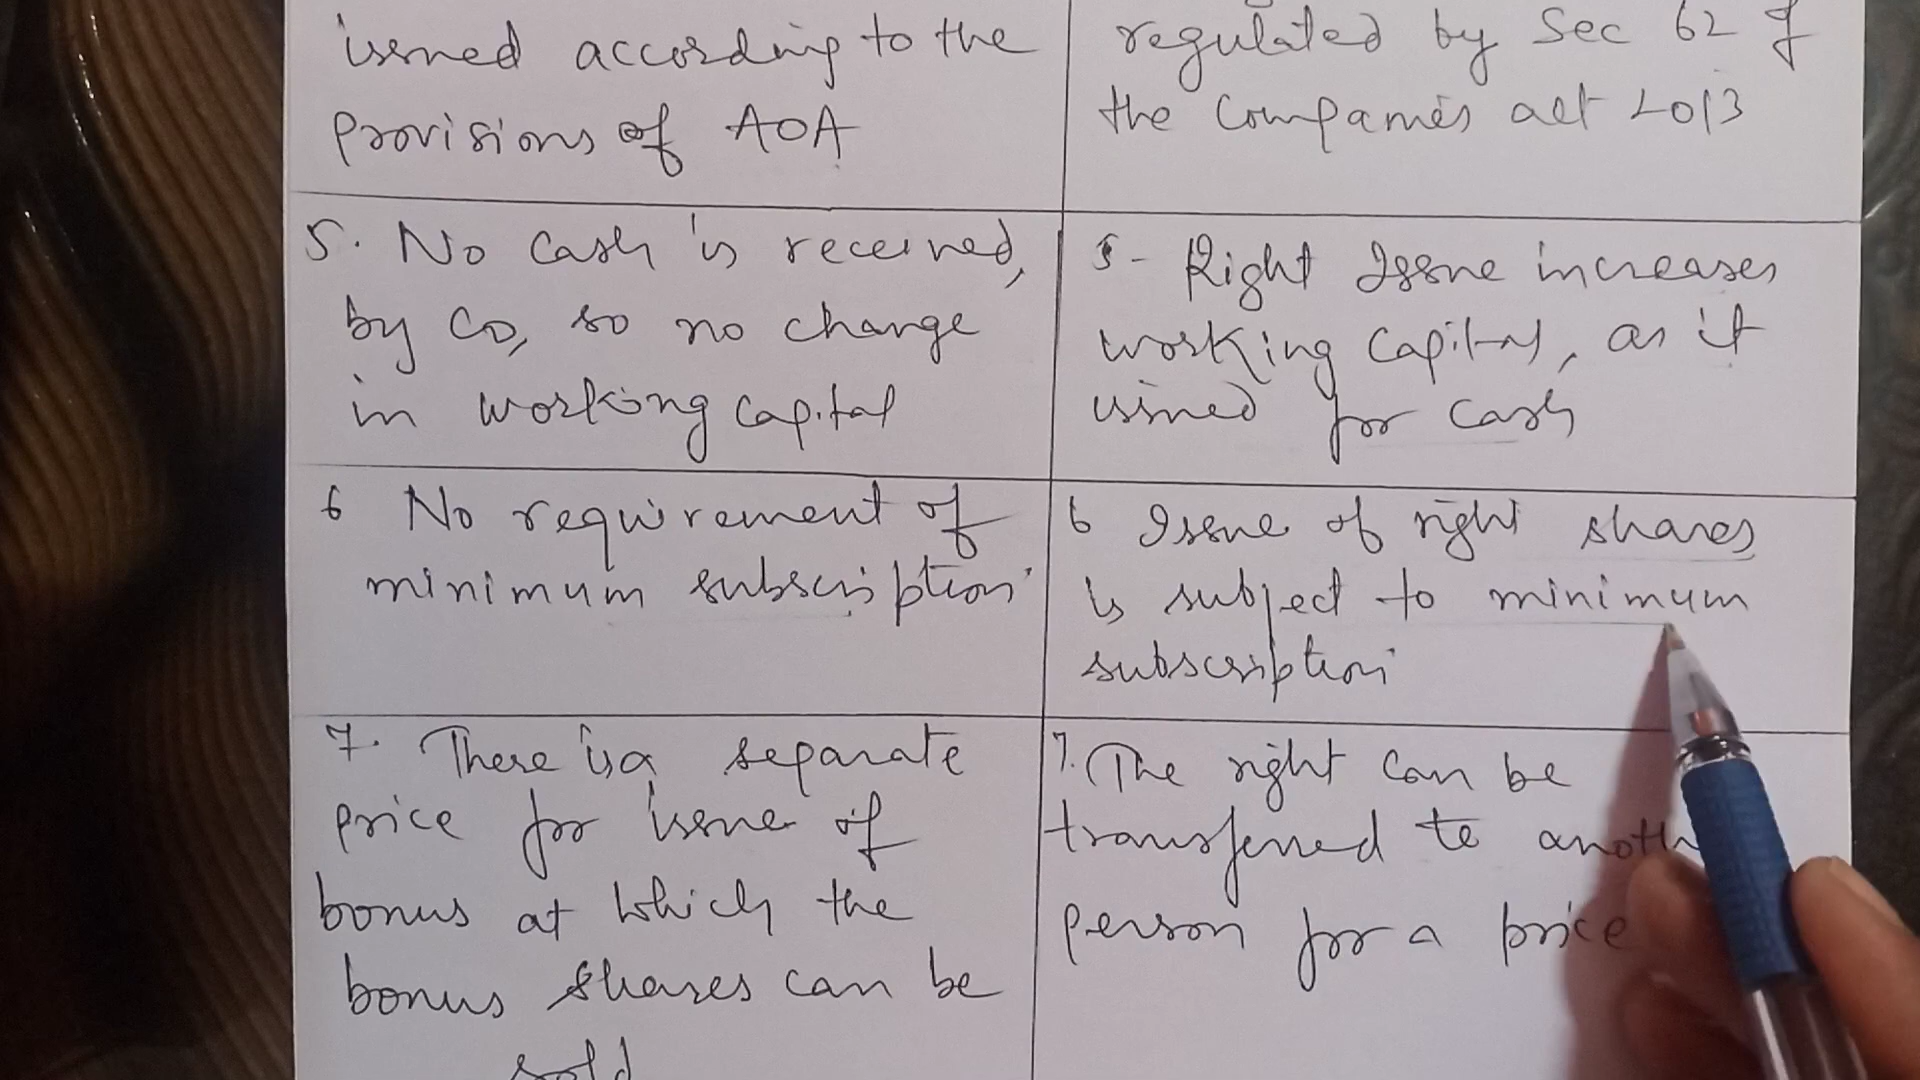 issued according to the
provisions of AOA
5. No cash is received,
by co, so no change
in working capital
6 No requirement of
minimum subscription
7. There is a separate
price for issue of
bonus at which the
bonus shares can be
sold
regulated by Sec 62 of
the Companies act 2013
5- Right Issue increases
working capital, as it
issued for cash
6 Issue of right shares
is subject to minimum
subscription
7. The right can be
transferred to anoth
person for a price